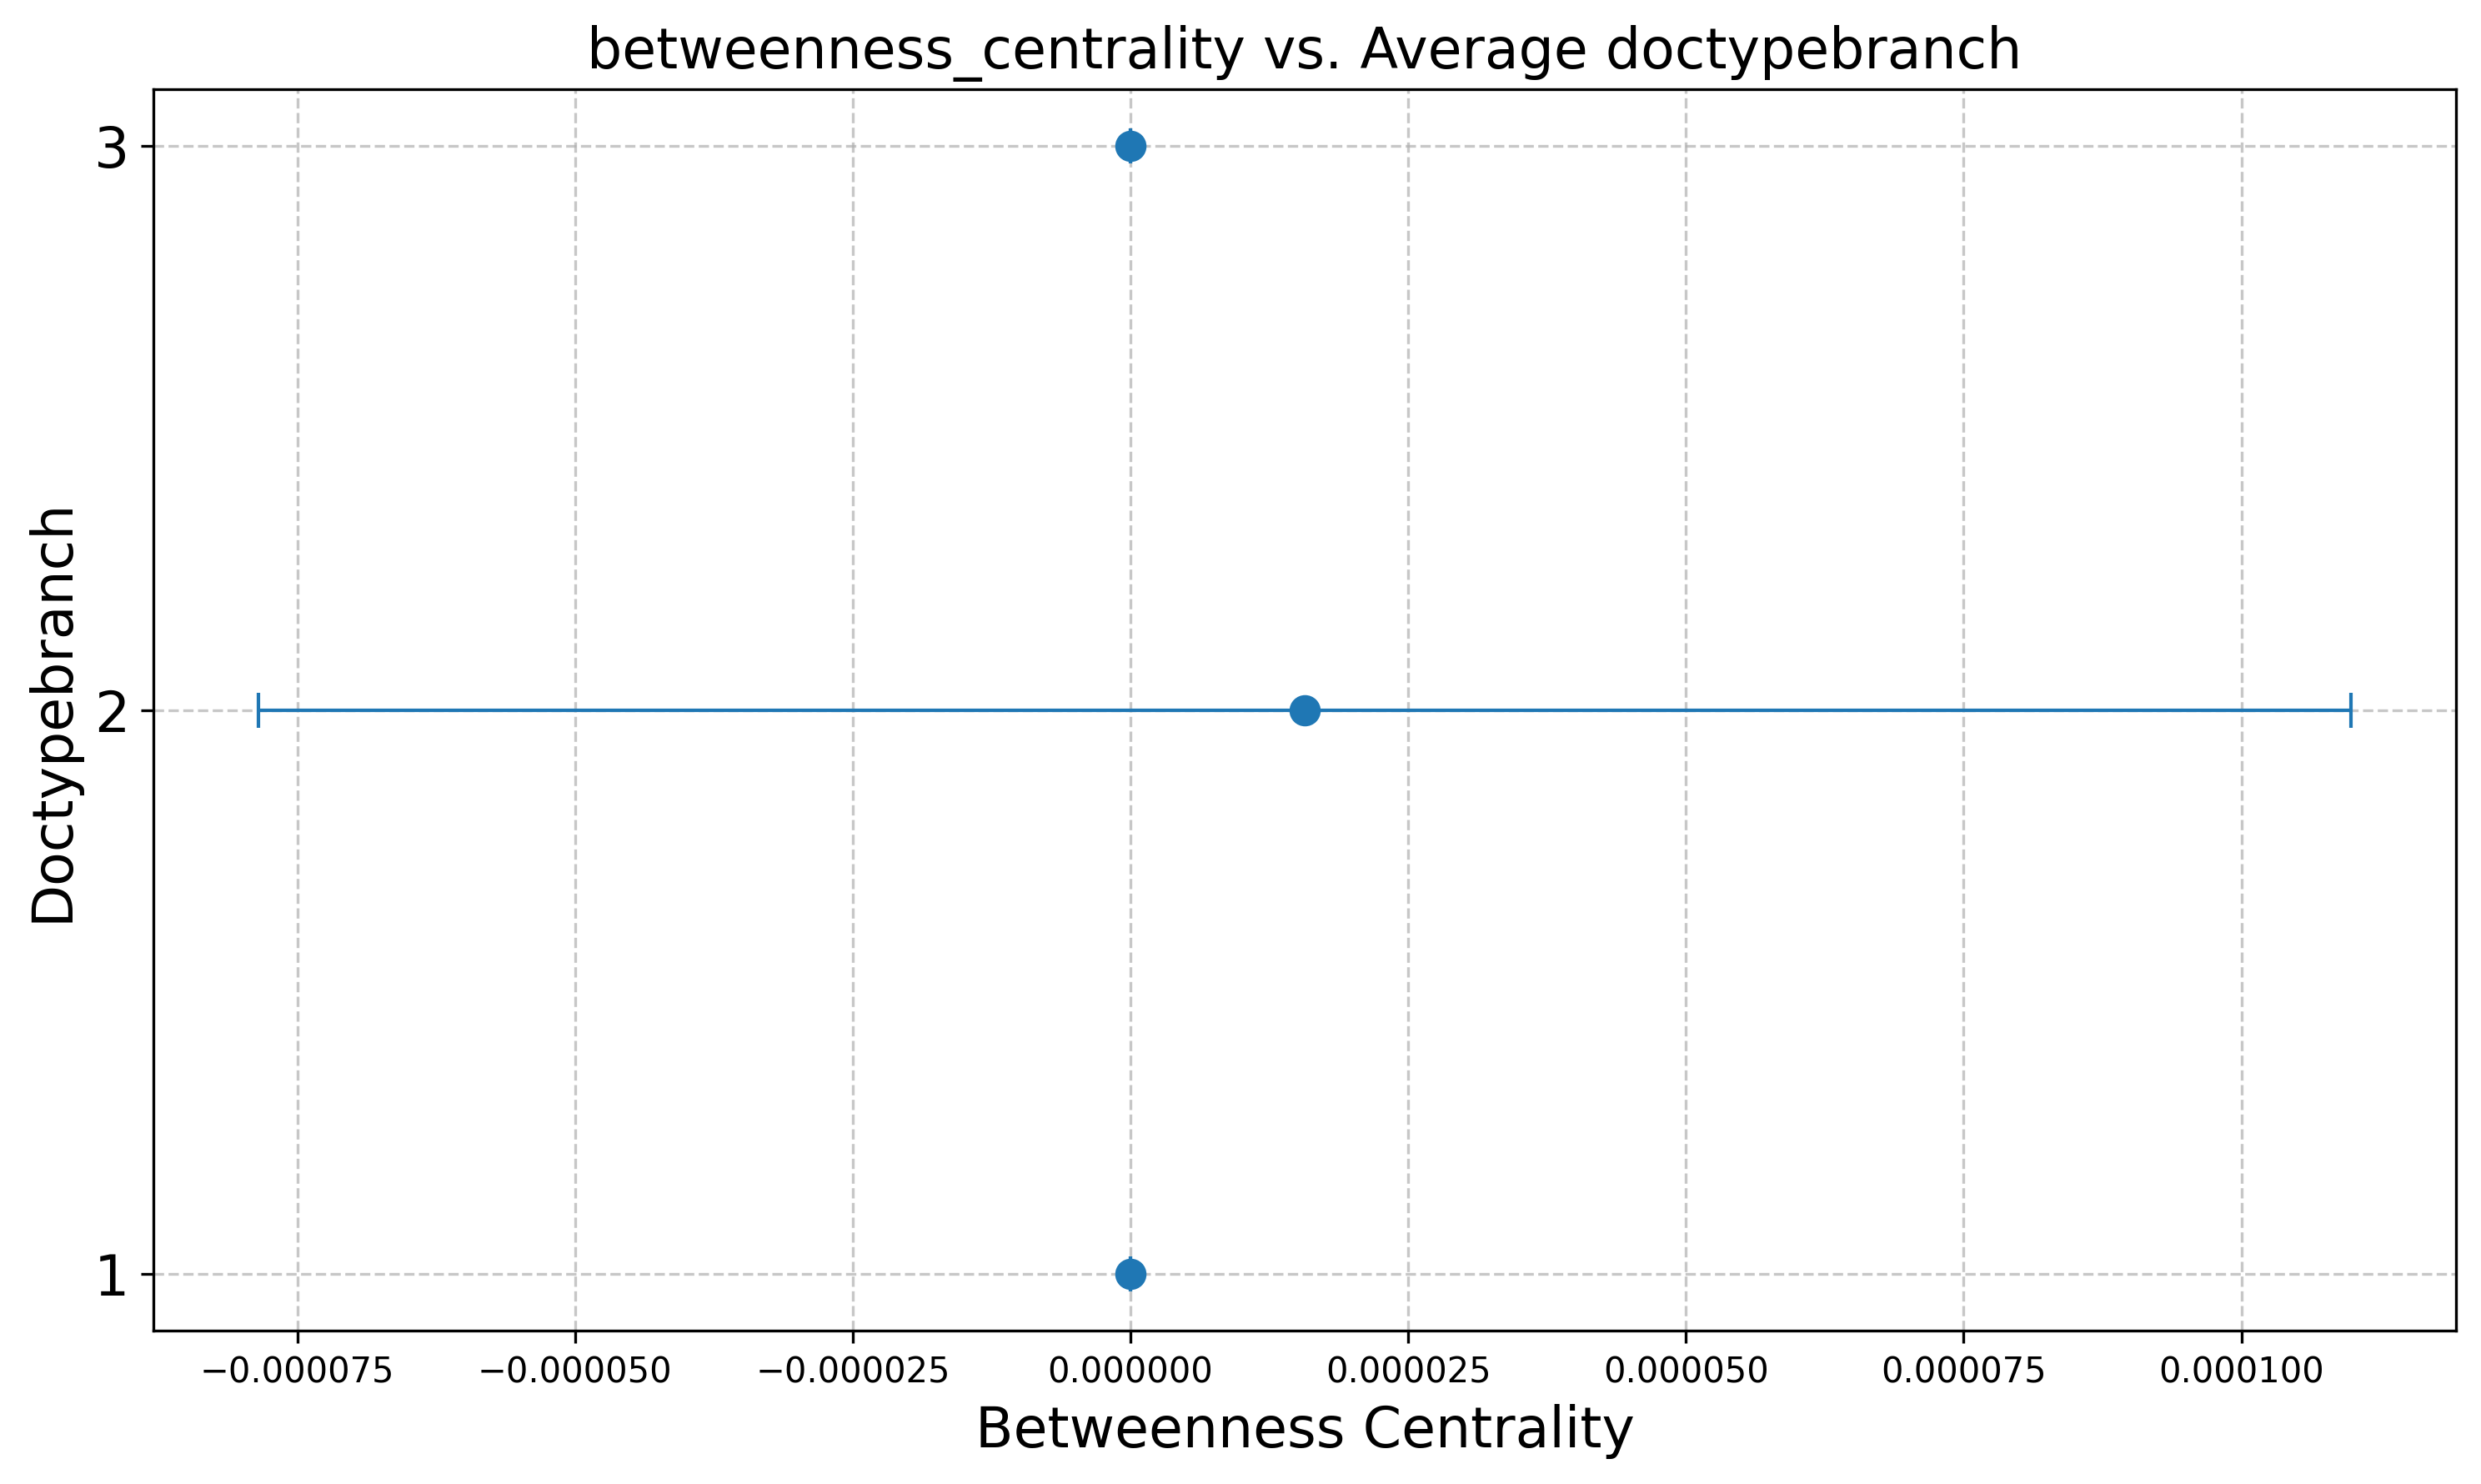 betweenness_centrality vs. Average doctypebranch
3
2
1
Doctypebranch
−0.000075 −0.000050 −0.000025 0.000000 0.000025 0.000050 0.000075 0.000100
Betweenness Centrality